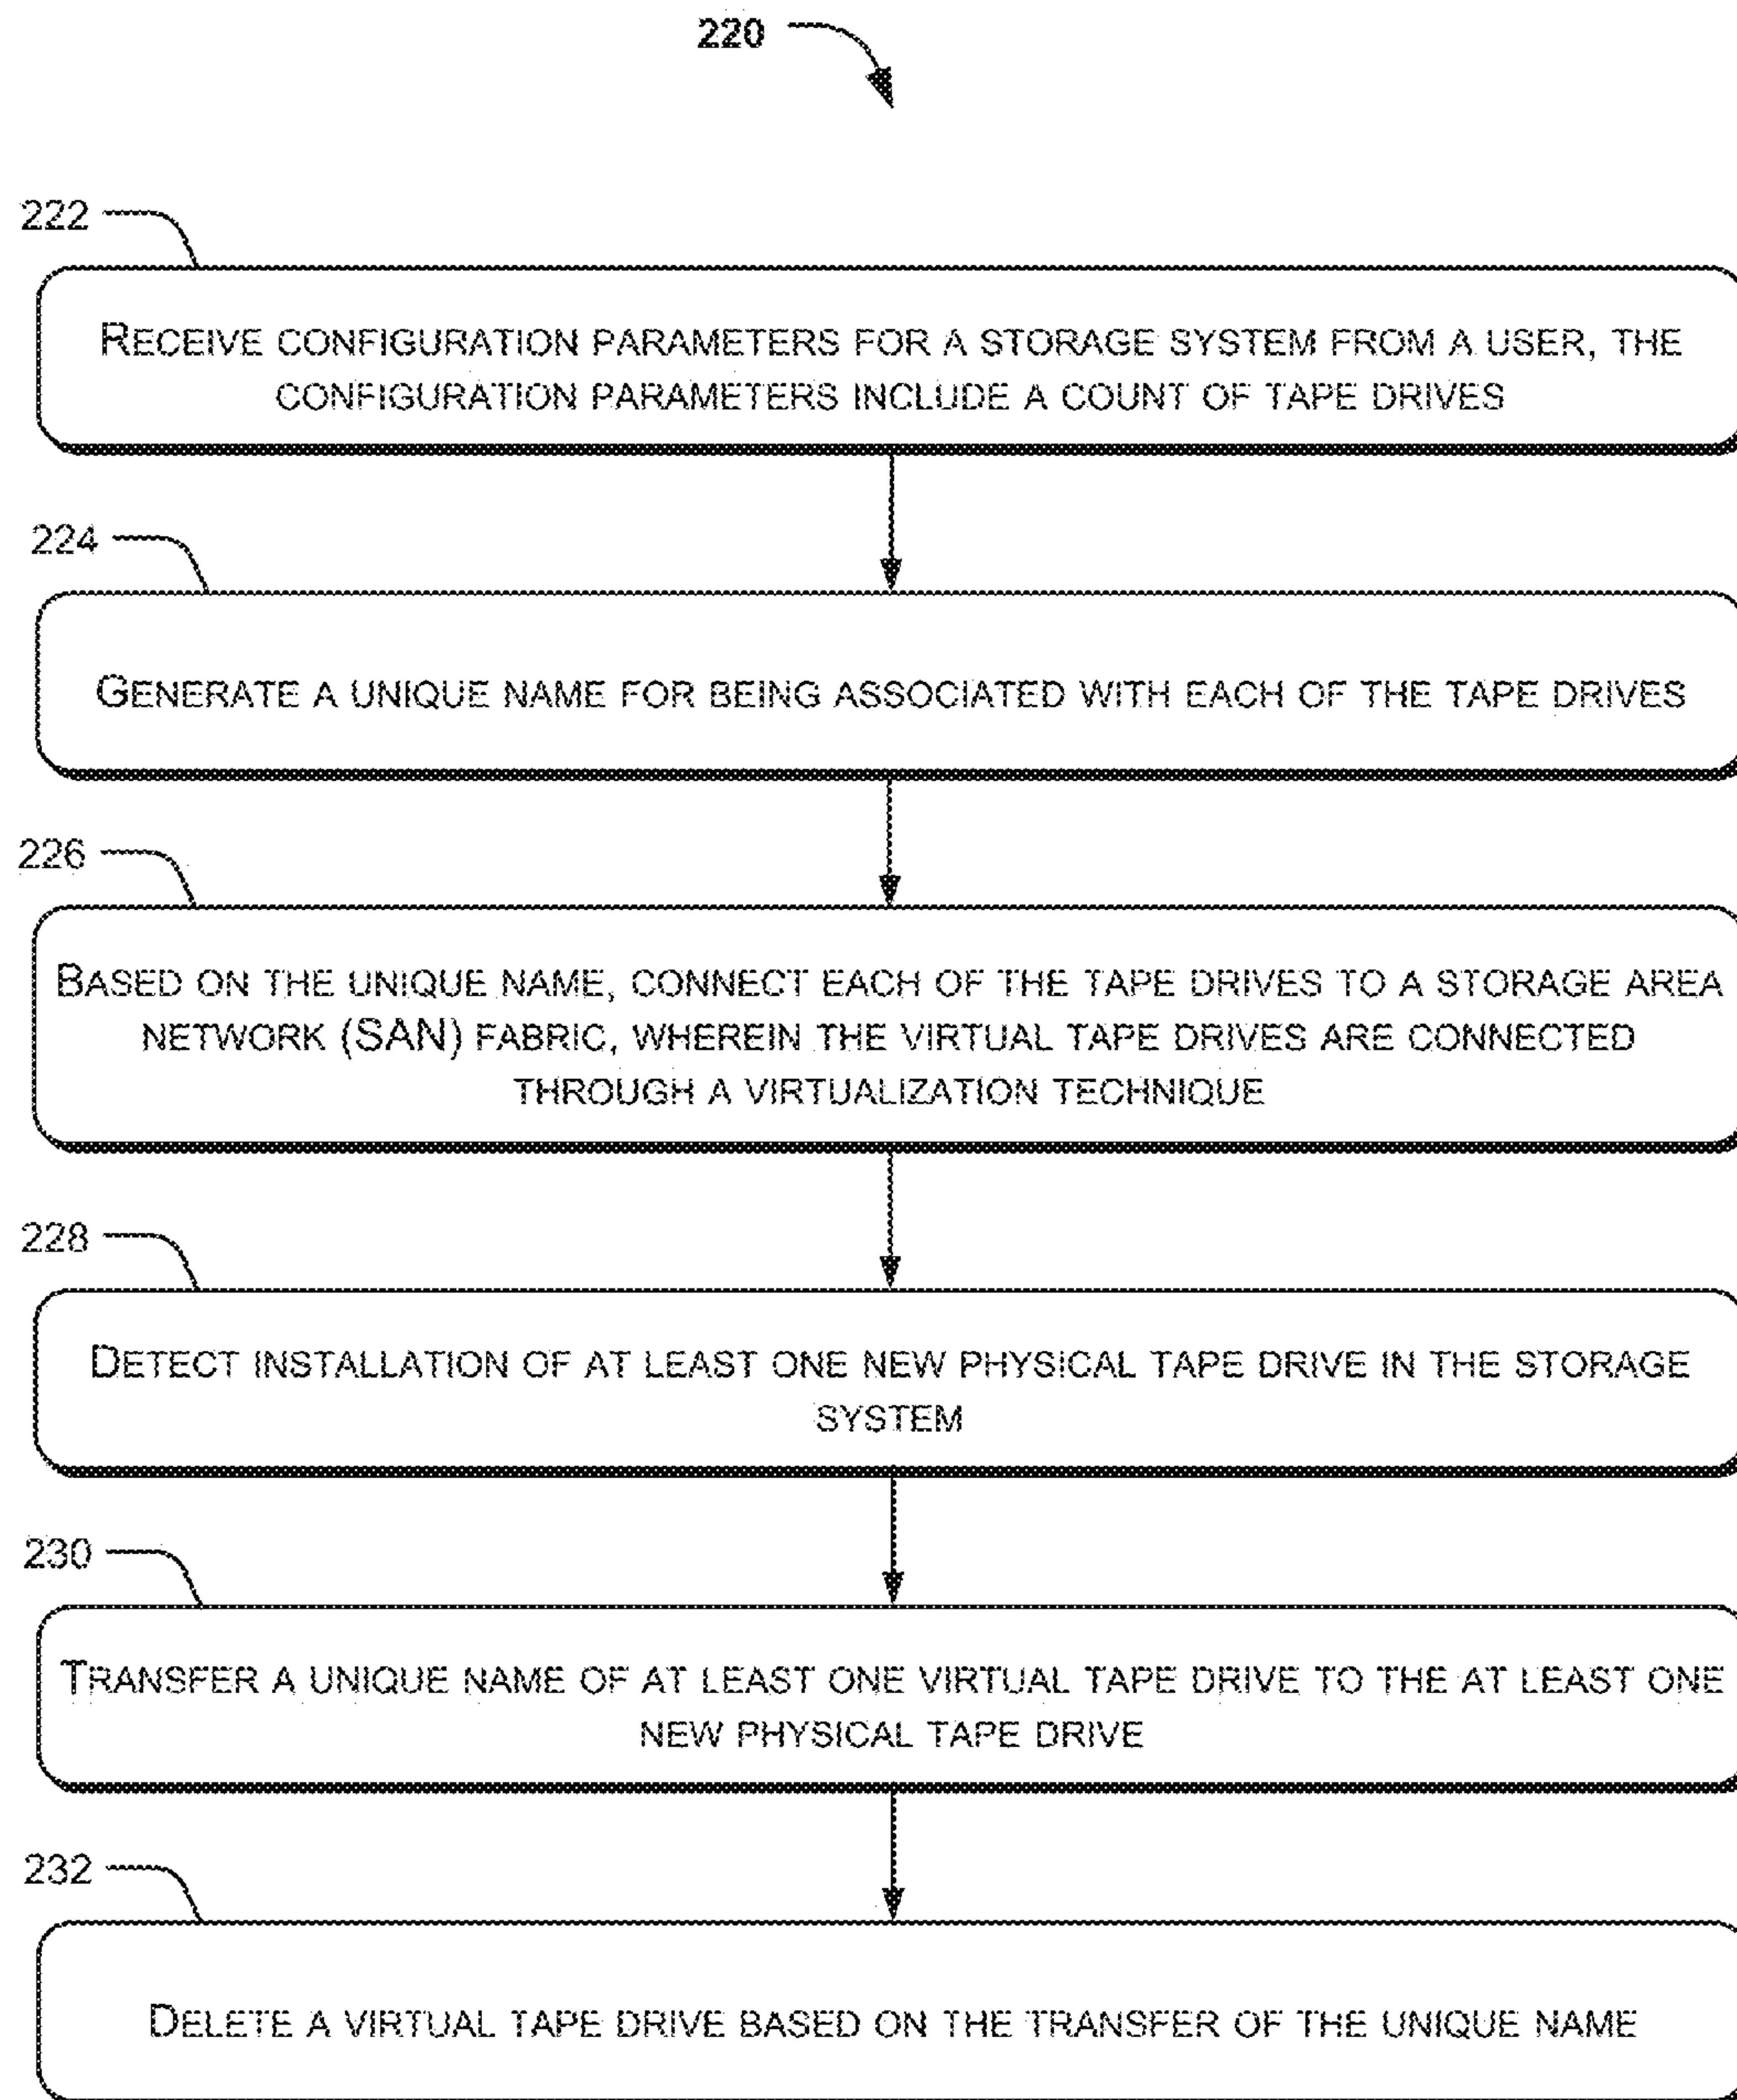 220
222
RECEIVE CONFIGURATION PARAMETERS FOR A STORAGE SYSTEM FROM A USER, THE
CONFIGURATION PARAMETERS INCLUDE A COUNT OF TAPE DRIVES
224
GENERATE A UNIQUE NAME FOR BEING ASSOCIATED WITH EACH OF THE TAPE DRIVES
226
BASED ON THE UNIQUE NAME, CONNECT EACH OF THE TAPE DRIVES TO A STORAGE AREA
NETWORK (SAN) FABRIC, WHEREIN THE VIRTUAL TAPE DRIVES ARE CONNECTED
THROUGH A VIRTUALIZATION TECHNIQUE
228
DETECT INSTALLATION OF AT LEAST ONE NEW PHYSICAL TAPE DRIVE IN THE STORAGE
SYSTEM
230
TRANSFER A UNIQUE NAME OF AT LEAST ONE VIRTUAL TAPE DRIVE TO THE AT LEAST ONE
NEW PHYSICAL TAPE DRIVE
232
DELETE A VIRTUAL TAPE DRIVE BASED ON THE TRANSFER OF THE UNIQUE NAME